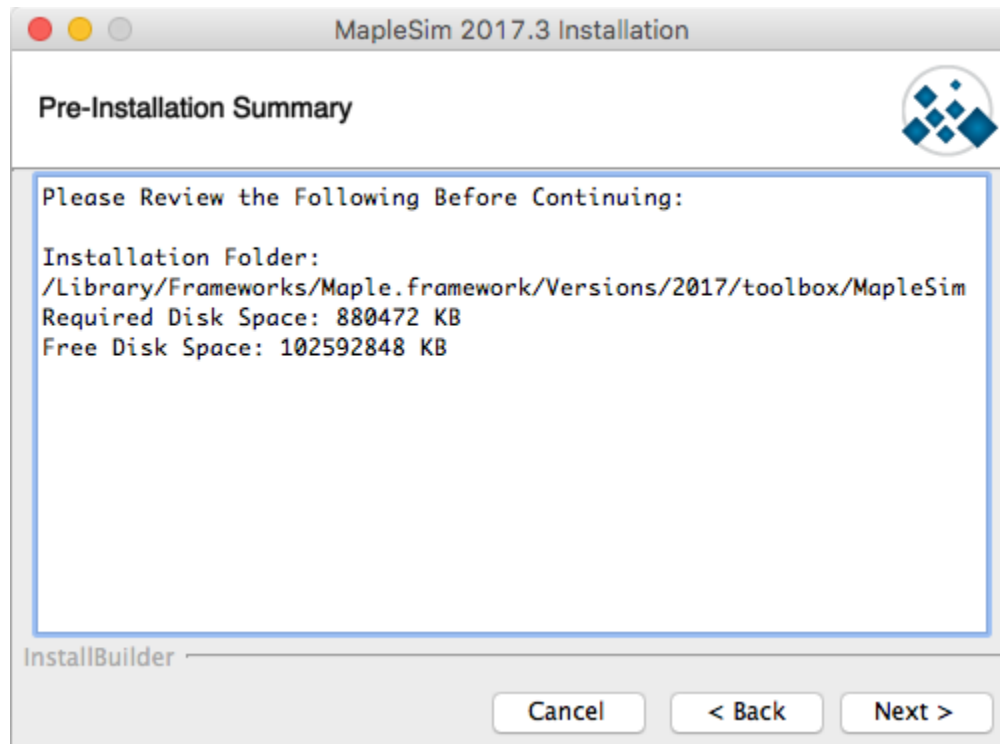 MapleSim 2017.3 Installation
Pre-Installation Summary
Please Review the Following Before Continuing:
Installation Folder:
/Library/Frameworks/Maple.framework/Versions/2017/toolbox/MapleSim
Required Disk Space: 880472 KB
Free Disk Space: 102592848 KB
InstallBuilder
Cancel
< Back
Next >